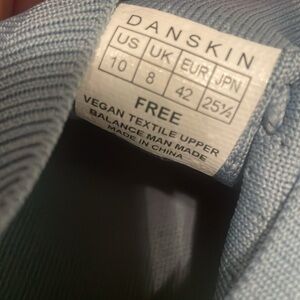 DANSKIN
US UK EUR JPN
10 8 42 25½
FREE
VEGAN TEXTILE UPPER
BALANCE MAN MADE
MADE IN CHINA